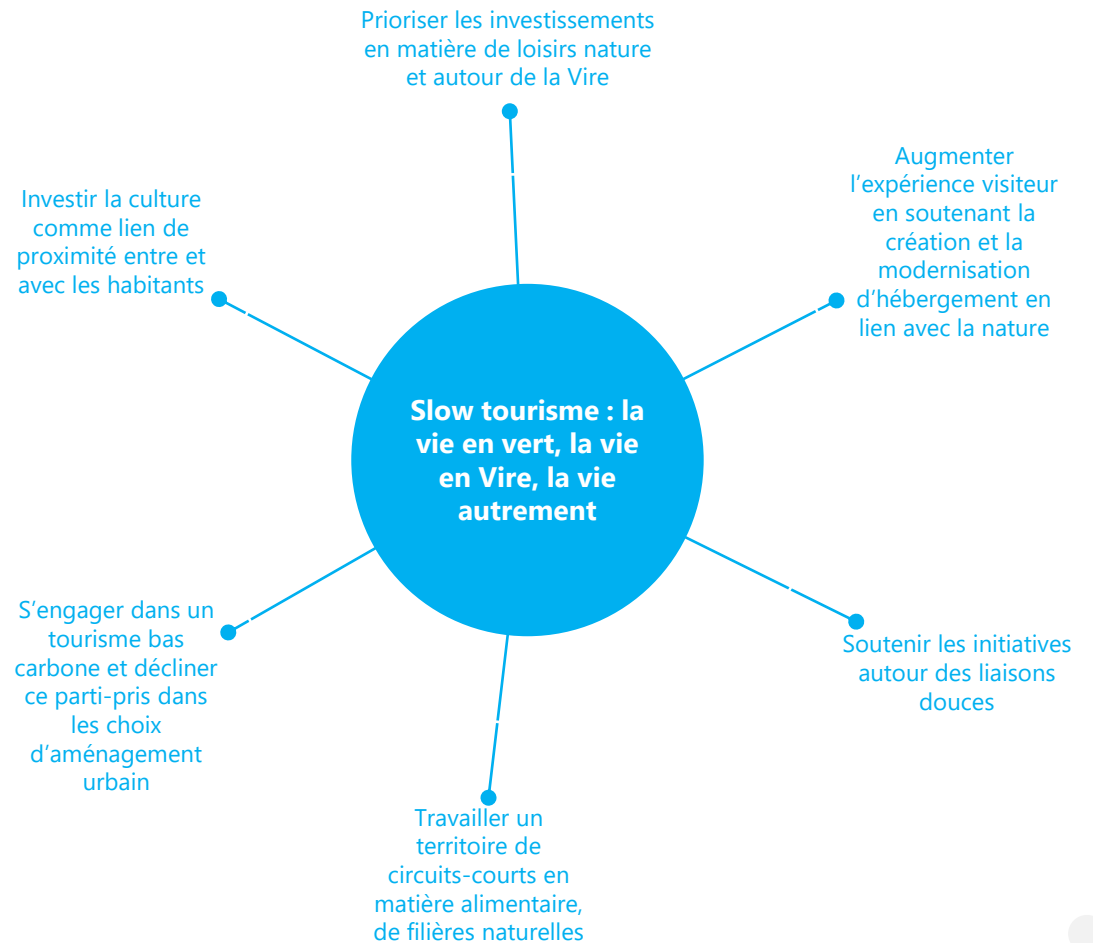 Prioriser les investissements
en matière de loisirs nature
et autour de la Vire
Augmenter
l’expérience visiteur
en soutenant la
création et la
modernisation
d’hébergement en
lien avec la nature
Investir la culture
comme lien de
proximité entre et
avec les habitants
Slow tourisme : la
vie en vert, la vie
en Vire, la vie
autrement
S’engager dans un
tourisme bas
carbone et décliner
ce parti-pris dans
les choix
d’aménagement
urbain
Soutenir les initiatives
autour des liaisons
douces
Travailler un
territoire de
circuits-courts en
matière alimentaire,
de filières naturelles